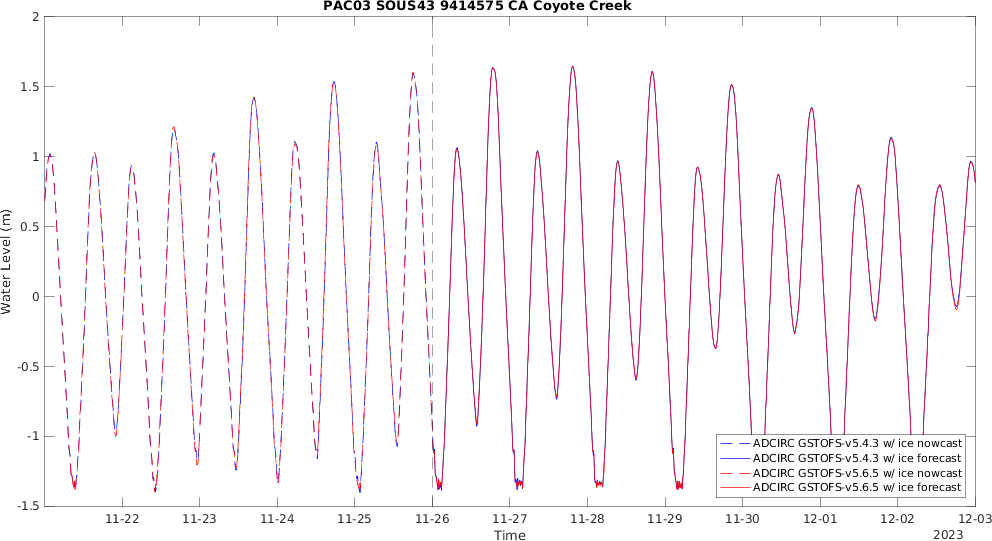 PAC03 SOUS43 9414575 CA Coyote Creek
2
1.5
1
0.5
0
-0.5
-1
-1.5
Water Level (m)
ADCIRC GSTOFS-v5.4.3 w/ ice nowcast
ADCIRC GSTOFS-v5.4.3 w/ ice forecast
ADCIRC GSTOFS-v5.6.5 w/ ice nowcast
ADCIRC GSTOFS-v5.6.5 w/ ice forecast
11-22 11-23 11-24 11-25 11-26 11-27 11-28 11-29 11-30 12-01 12-02 12-03
Time
2023